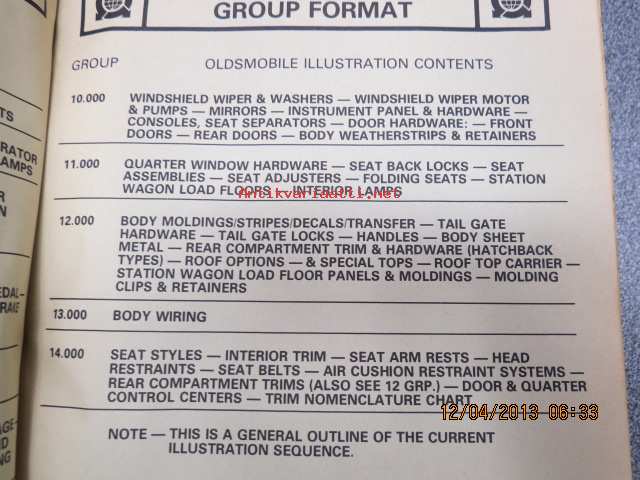 GROUP FORMAT
GROUP OLDSMOBILE ILLUSTRATION CONTENTS
10.000 WINDSHIELD WIPER & WASHERS — WINDSHIELD WIPER MOTOR
& PUMPS — MIRRORS — INSTRUMENT PANEL & HARDWARE —
CONSOLES, SEAT SEPARATORS — DOOR HARDWARE: — FRONT
DOORS — REAR DOORS — BODY WEATHERSTRIPS & RETAINERS
11.000 QUARTER WINDOW HARDWARE — SEAT BACK LOCKS — SEAT
ASSEMBLIES — SEAT ADJUSTERS — FOLDING SEATS — STATION
WAGON LOAD FLOORS — INTERIOR LAMPS
Antikvariaatti.net
12.000 BODY MOLDINGS/STRIPES/DECALS/TRANSFER — TAIL GATE
HARDWARE — TAIL GATE LOCKS — HANDLES — BODY SHEET
METAL — REAR COMPARTMENT TRIM & HARDWARE (HATCHBACK
TYPES) — ROOF OPTIONS — & SPECIAL TOPS — ROOF TOP CARRIER —
STATION WAGON LOAD FLOOR PANELS & MOLDINGS — MOLDING
CLIPS & RETAINERS
13.000 BODY WIRING
14.000 SEAT STYLES — INTERIOR TRIM — SEAT ARM RESTS — HEAD
RESTRAINTS — SEAT BELTS — AIR CUSHION RESTRAINT SYSTEMS —
REAR COMPARTMENT TRIMS (ALSO SEE 12 GRP.) — DOOR & QUARTER
CONTROL CENTERS — TRIM NOMENCLATURE CHART
12/04/2013 06:33
NOTE — THIS IS A GENERAL OUTLINE OF THE CURRENT
ILLUSTRATION SEQUENCE.